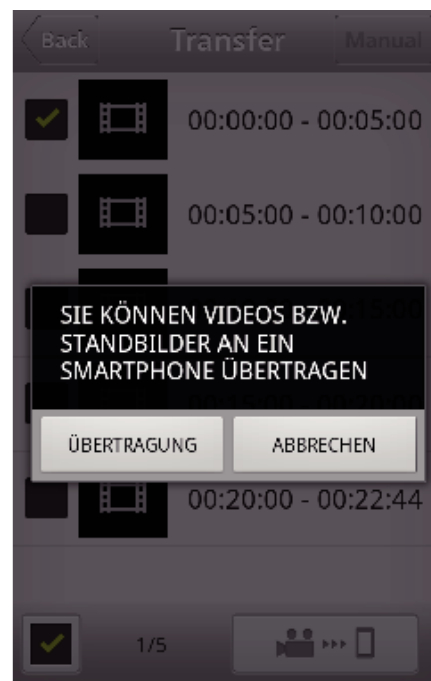 Back Transfer Manual
00:00:00 - 00:05:00
00:05:00 - 00:10:00
SIE KÖNNEN VIDEOS BZW.
STANDBILDER AN EIN
SMARTPHONE ÜBERTRAGEN
ÜBERTRAGUNG ABBRECHEN
00:20:00 - 00:22:44
1/5